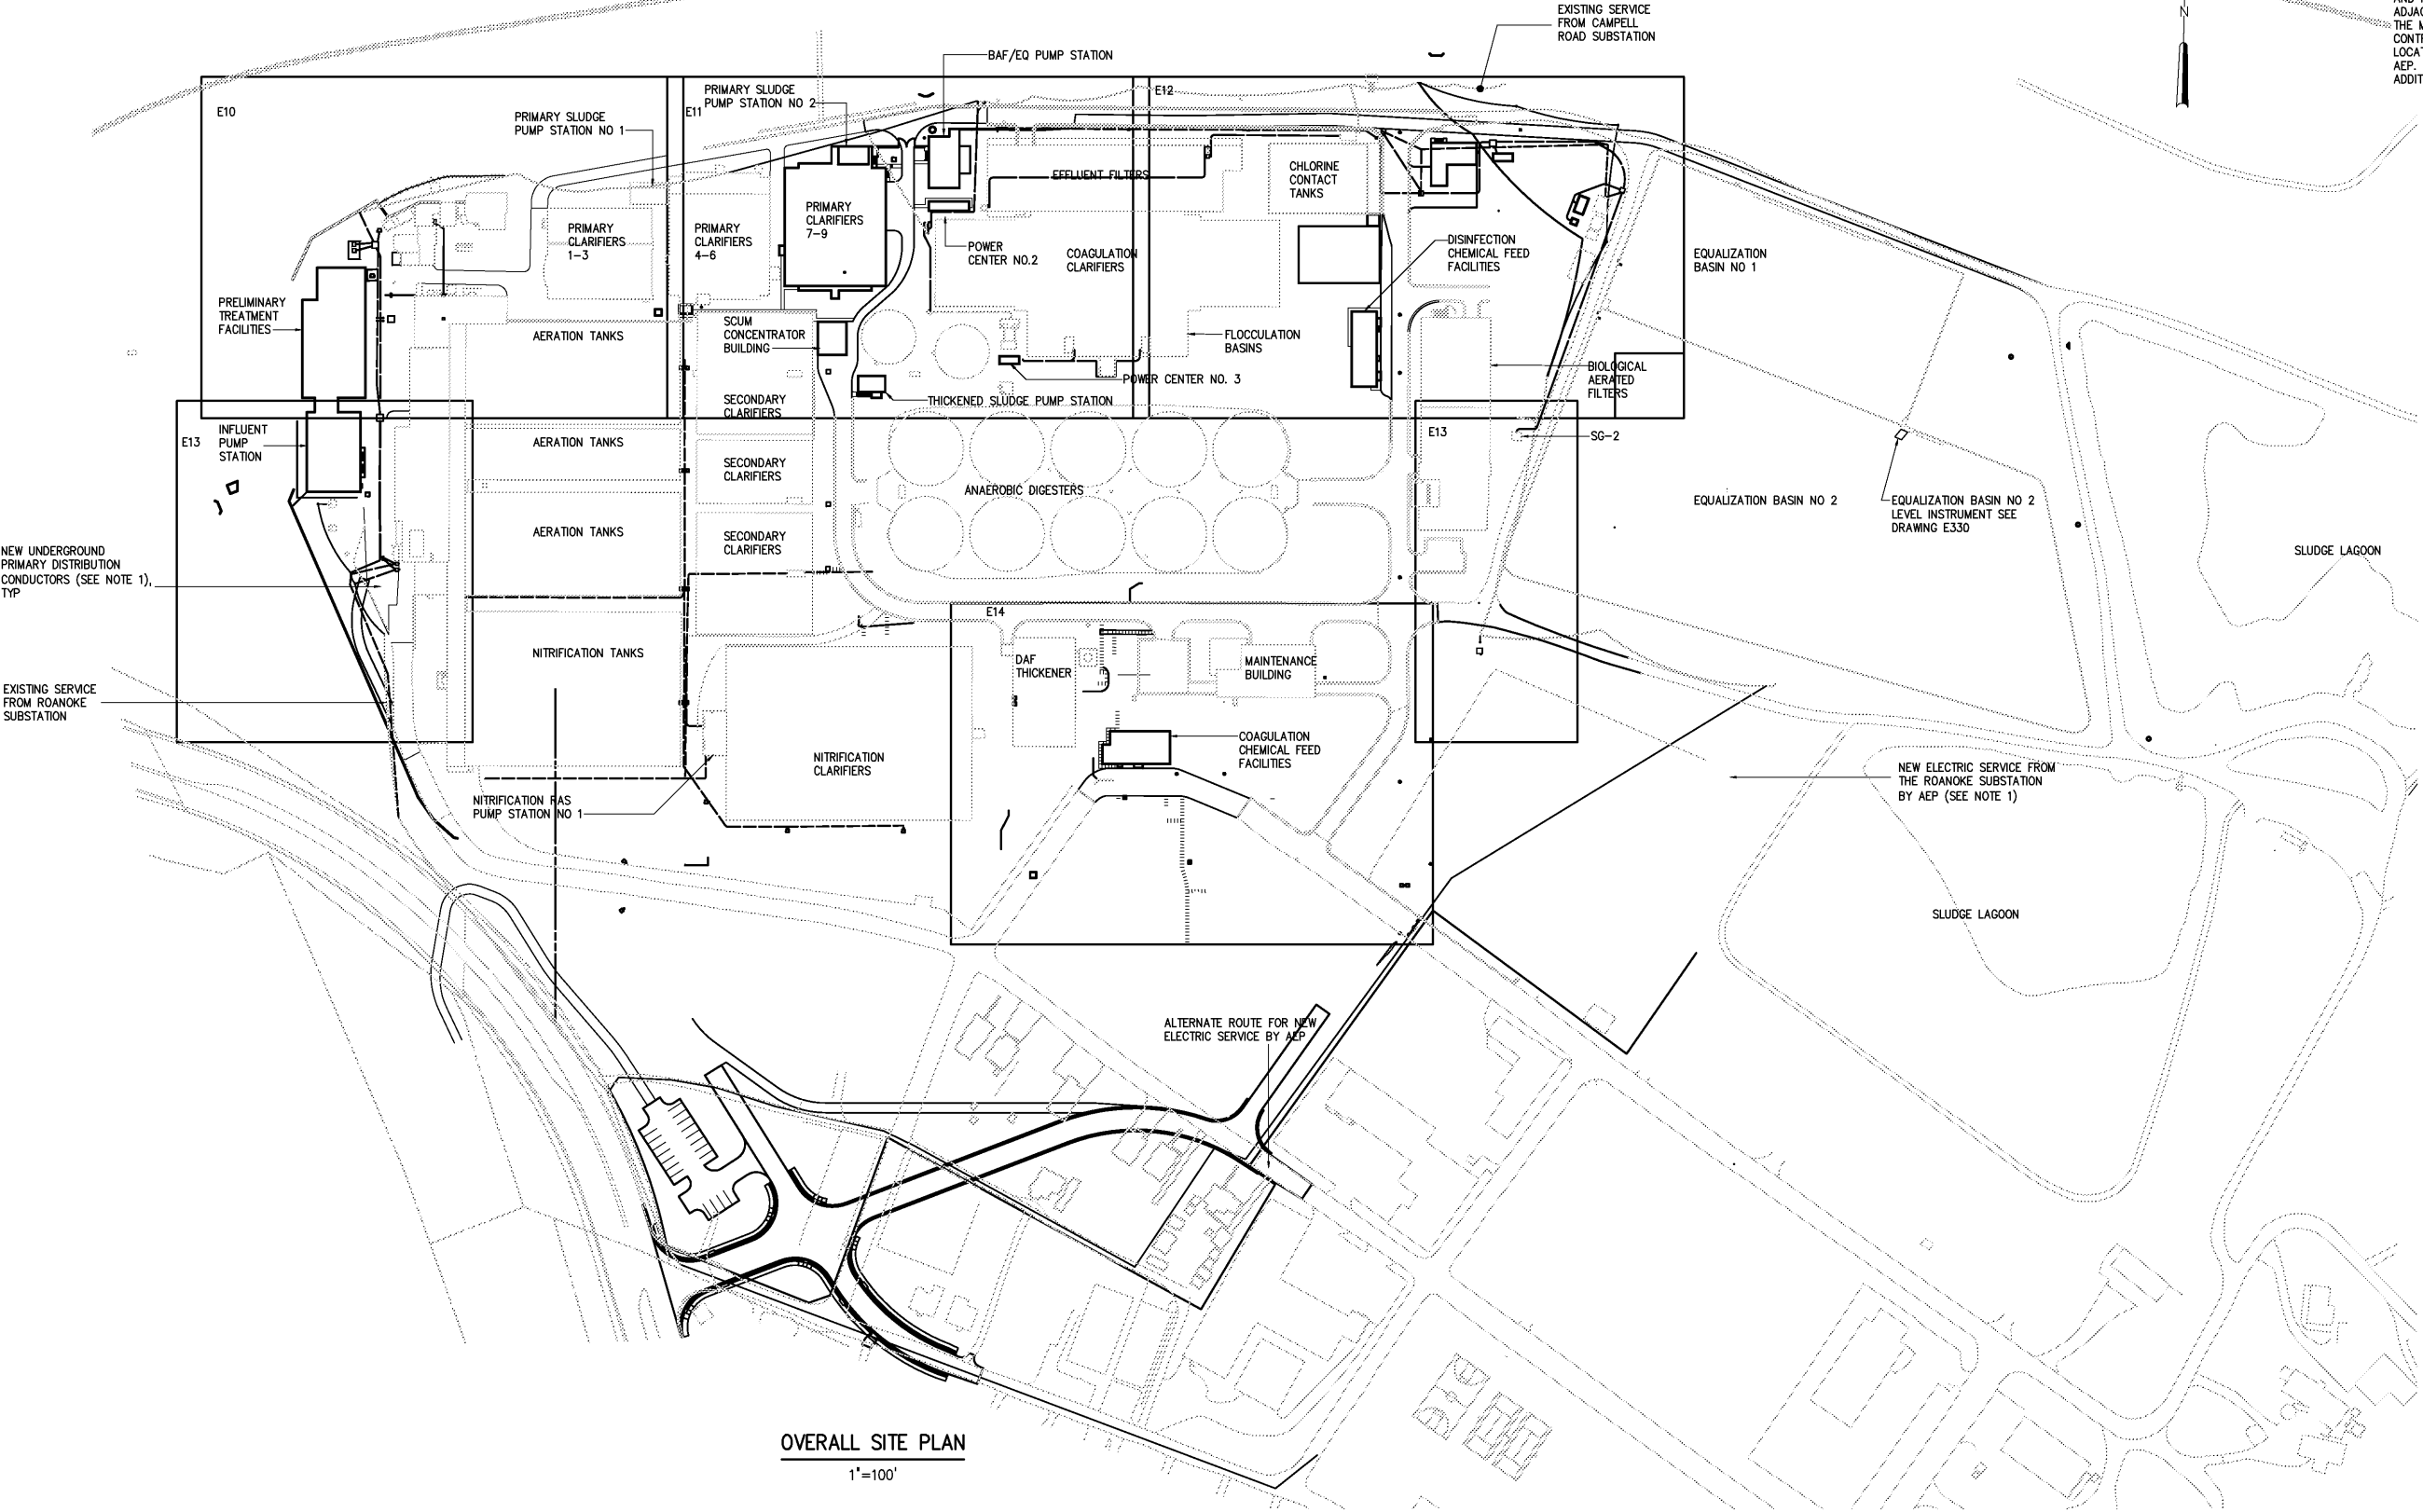 EXISTING SERVICE
FROM CAMPELL
ROAD SUBSTATION
N
THE
AEP.
BAF/EQ PUMP STATION
PRIMARY SLUDGE
PUMP STATION NO 2
E10
E11
E12
PRIMARY SLUDGE
PUMP STATION NO 1
EFFLUENT FILTERS
CHLORINE
CONTACT
TANKS
PRIMARY
CLARIFIERS
7-9
PRIMARY
CLARIFIERS
1-3
PRIMARY
CLARIFIERS
4-6
POWER
CENTER NO.2
COAGULATION
CLARIFIERS
DISINFECTION
CHEMICAL FEED
FACILITIES
EQUALIZATION
BASIN NO 1
PRELIMINARY
TREATMENT
FACILITIES
AERATION TANKS
SCUM
CONCENTRATOR
BUILDING
FLOCCULATION
BASINS
BIOLOGICAL
AERATED
FILTERS
POWER CENTER NO. 3
THICKENED SLUDGE PUMP STATION
SECONDARY
CLARIFIERS
E13
INFLUENT
PUMP
STATION
AERATION TANKS
SECONDARY
CLARIFIERS
E13
SG-2
ANAEROBIC DIGESTERS
EQUALIZATION BASIN NO 2
EQUALIZATION BASIN NO 2
LEVEL INSTRUMENT SEE
DRAWING E330
AERATION TANKS
SECONDARY
CLARIFIERS
SLUDGE LAGOON
NEW UNDERGROUND
PRIMARY DISTRIBUTION
CONDUCTORS (SEE NOTE 1),
TYP
E14
NITRIFICATION TANKS
DAF
THICKENER
MAINTENANCE
BUILDING
EXISTING SERVICE
FROM ROANOKE
SUBSTATION
COAGULATION
CHEMICAL FEED
FACILITIES
NITRIFICATION
CLARIFIERS
NEW ELECTRIC SERVICE FROM
THE ROANOKE SUBSTATION
BY AEP (SEE NOTE 1)
NITRIFICATION RAS
PUMP STATION NO 1
SLUDGE LAGOON
ALTERNATE ROUTE FOR NEW
ELECTRIC SERVICE BY AEP
OVERALL SITE PLAN
1"=100'